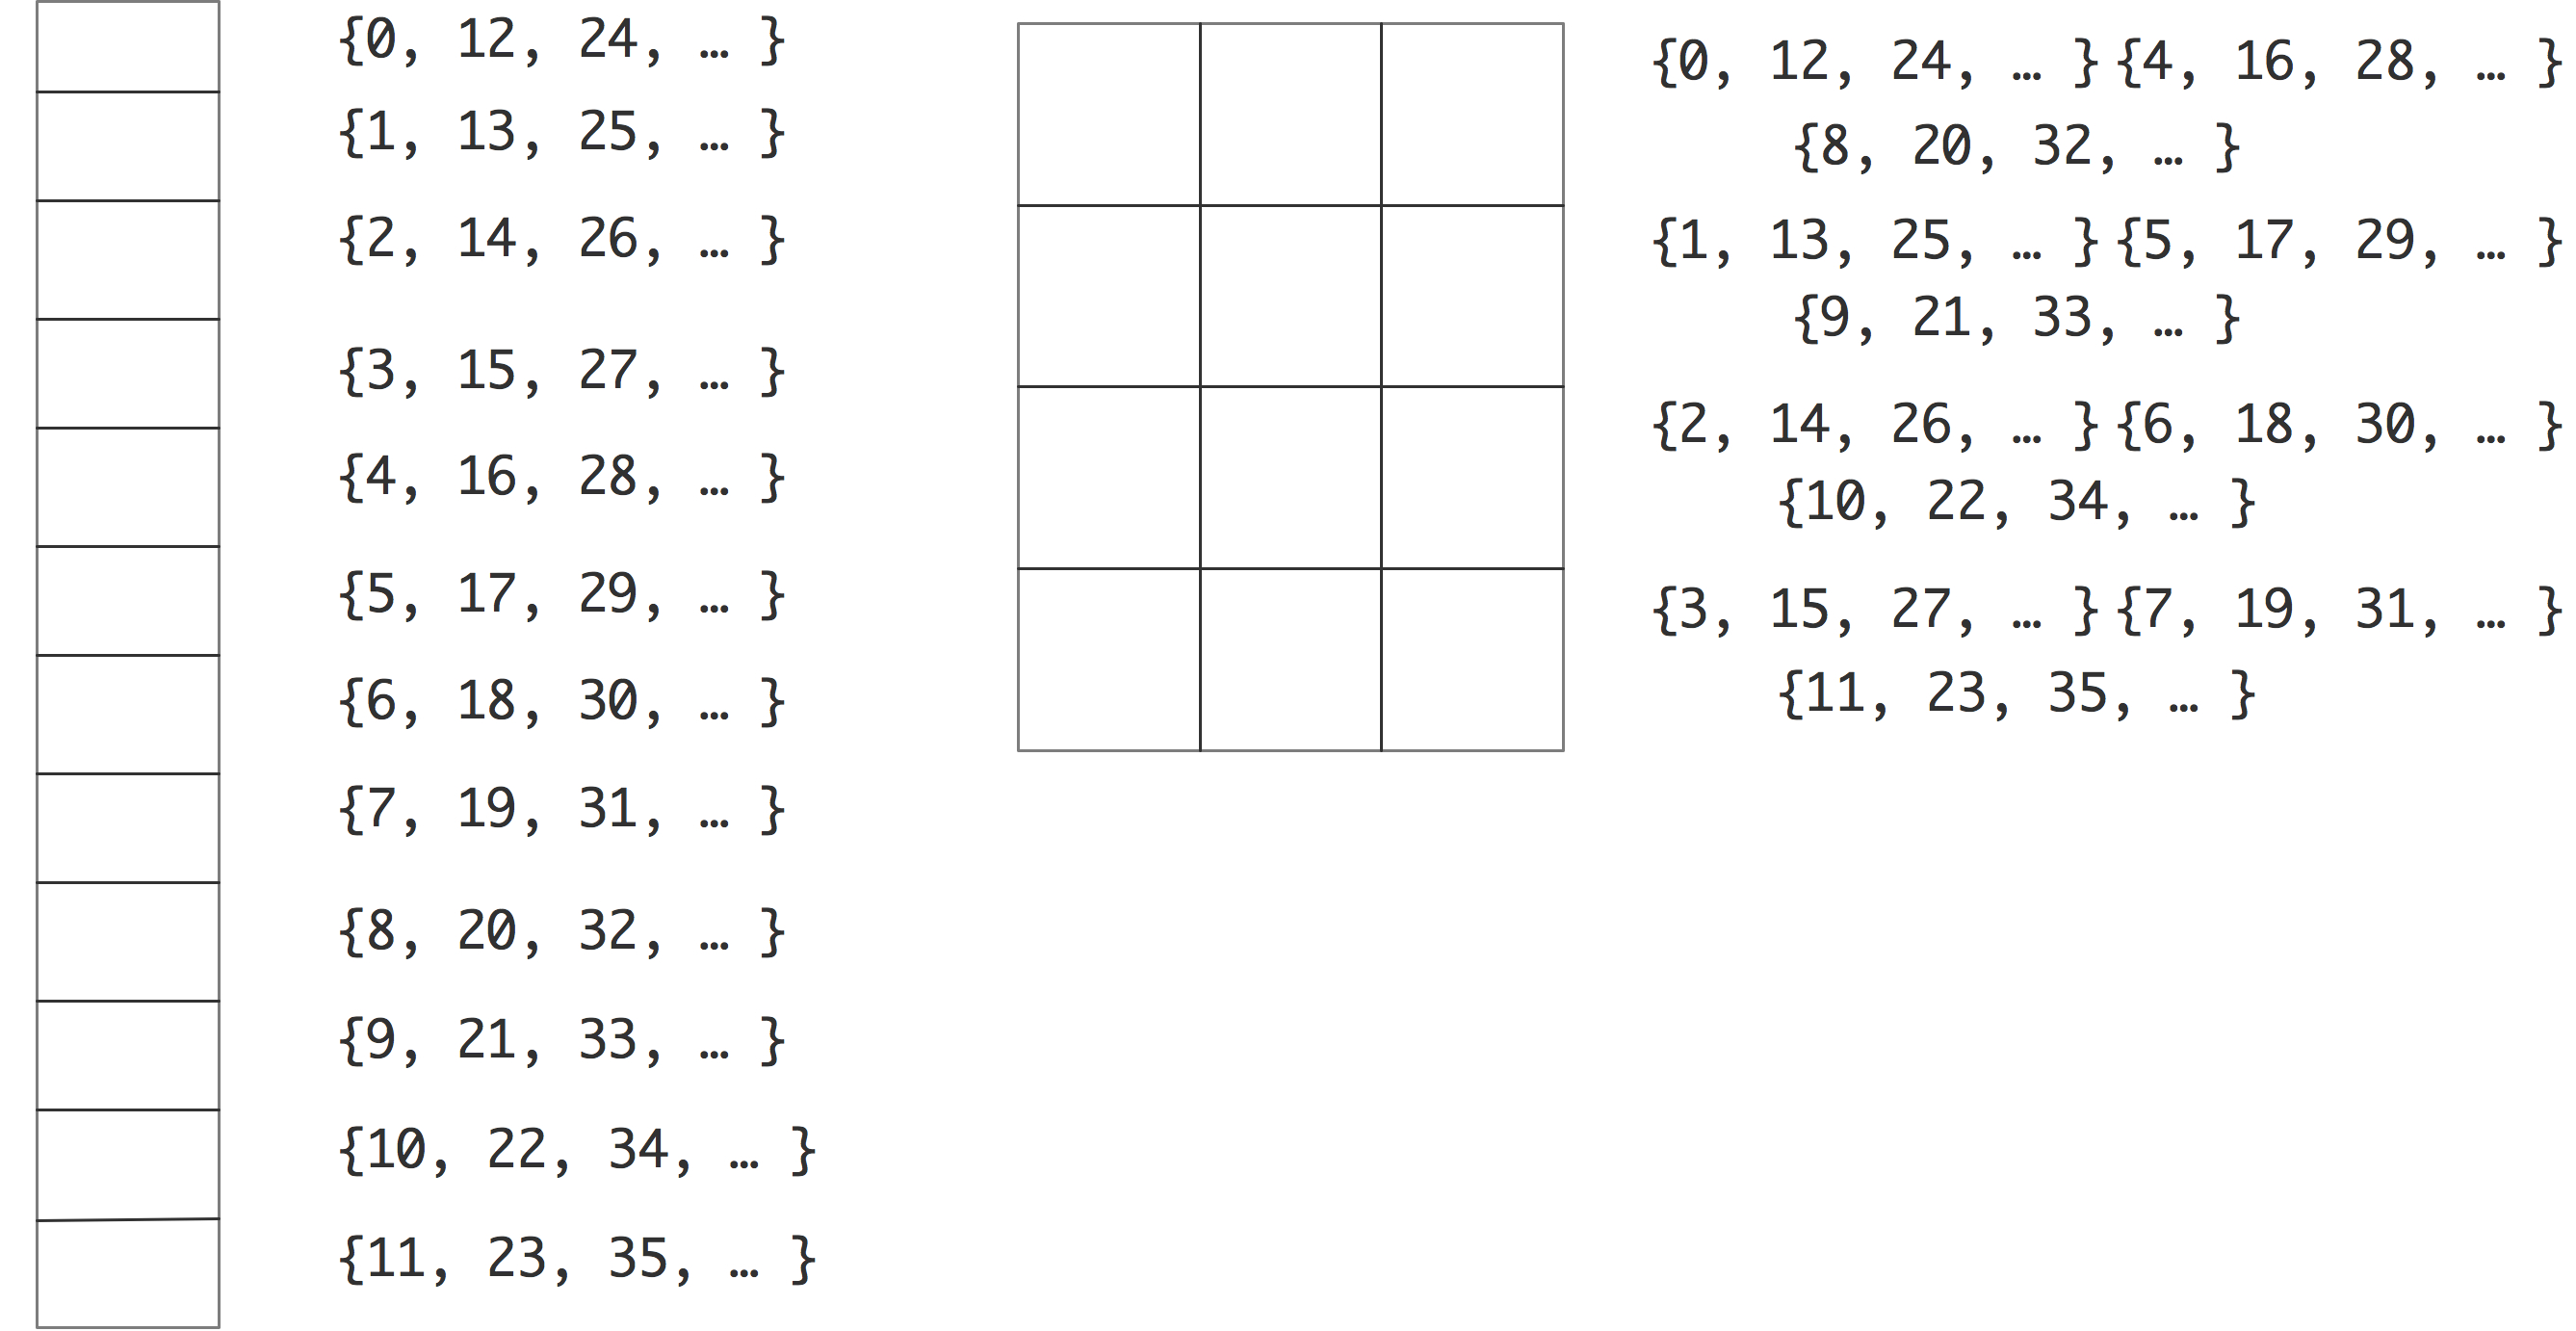 {0, 12, 24, … }
{1, 13, 25, … }
{2, 14, 26, … }
{3, 15, 27, … }
{4, 16, 28, … }
{5, 17, 29, … }
{6, 18, 30, … }
{7, 19, 31, … }
{8, 20, 32, … }
{9, 21, 33, … }
{10, 22, 34, … }
{11, 23, 35, … }
{0, 12, 24, … } {4, 16, 28, … }
{8, 20, 32, … }
{1, 13, 25, … } {5, 17, 29, … }
{9, 21, 33, … }
{2, 14, 26, … } {6, 18, 30, … }
{10, 22, 34, … }
{3, 15, 27, … } {7, 19, 31, … }
{11, 23, 35, … }